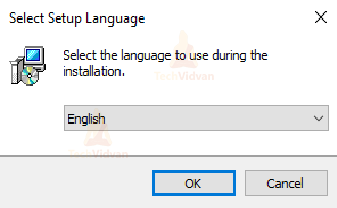 Select Setup Language
Select the language to use during the
installation.
TechVidvan
English
TechVidvan
OK
Cancel